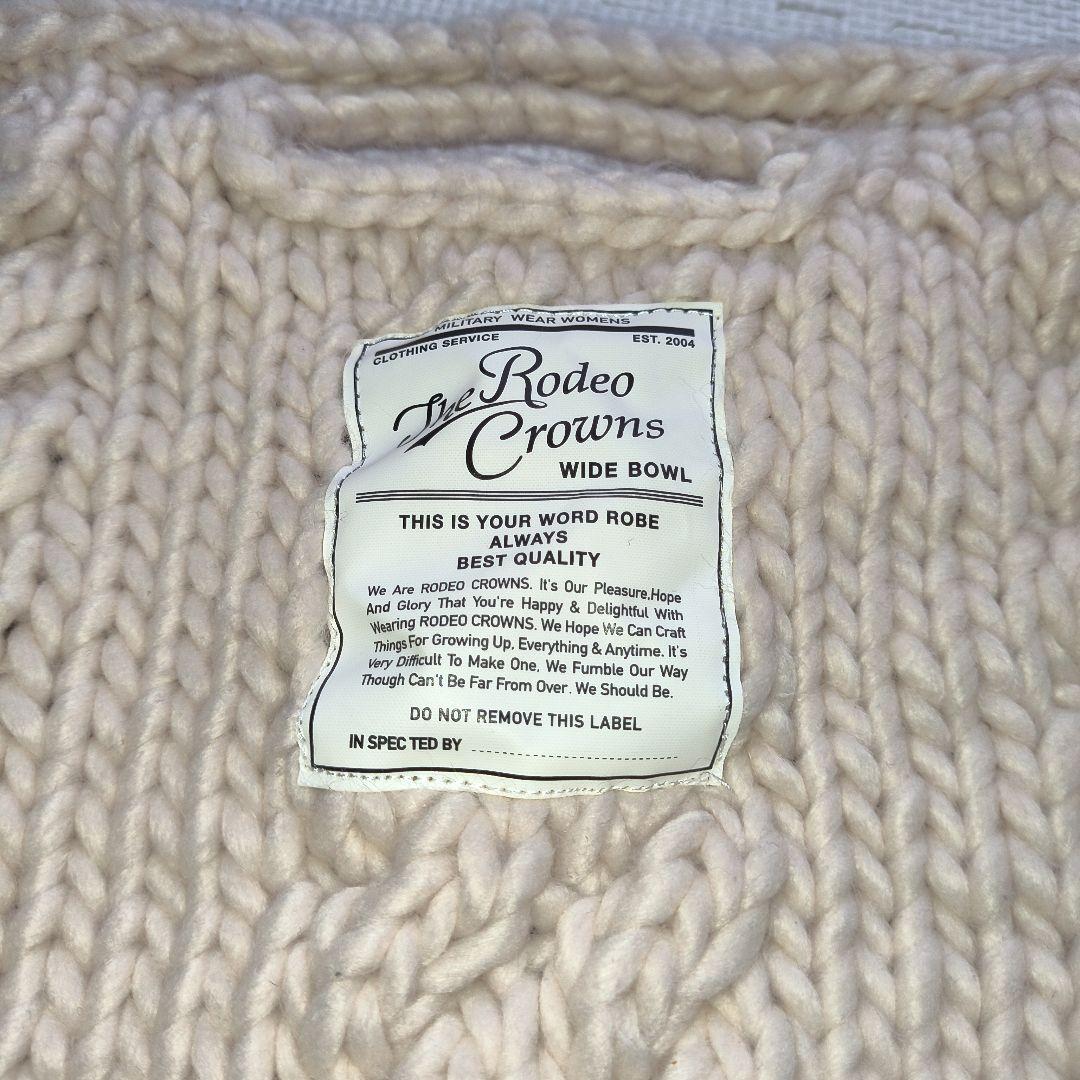 MILITARY WEAR WOMENS
CLOTHING SERVICE EST. 2004
The Rodeo
Crowns
WIDE BOWL
THIS IS YOUR WORD ROBE
ALWAYS
BEST QUALITY
We Are RODEO CROWNS. It's Our Pleasure,Hope
And Glory That You're Happy & Delightful With
Wearing RODEO CROWNS. We Hope We Can Craft
Things For Growing Up, Everything & Anytime. It's
Very Difficult To Make One, We Fumble Our Way
Though Can't Be Far From Over. We Should Be.
DO NOT REMOVE THIS LABEL
IN SPEC TED BY